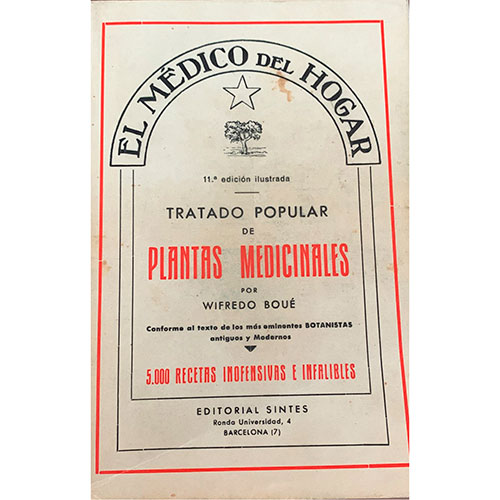 EL MÉDICO DEL HOGAR
11.ª edición ilustrada
TRATADO POPULAR
DE
PLANTAS MEDICINALES
POR
WIFREDO BOUÉ
Conforme al texto de los más eminentes BOTANISTAS
antiguos y Modernos
5.000 RECETAS INOFENSIVAS E INFALIBLES
EDITORIAL SINTES
Ronda Universidad, 4
BARCELONA (7)